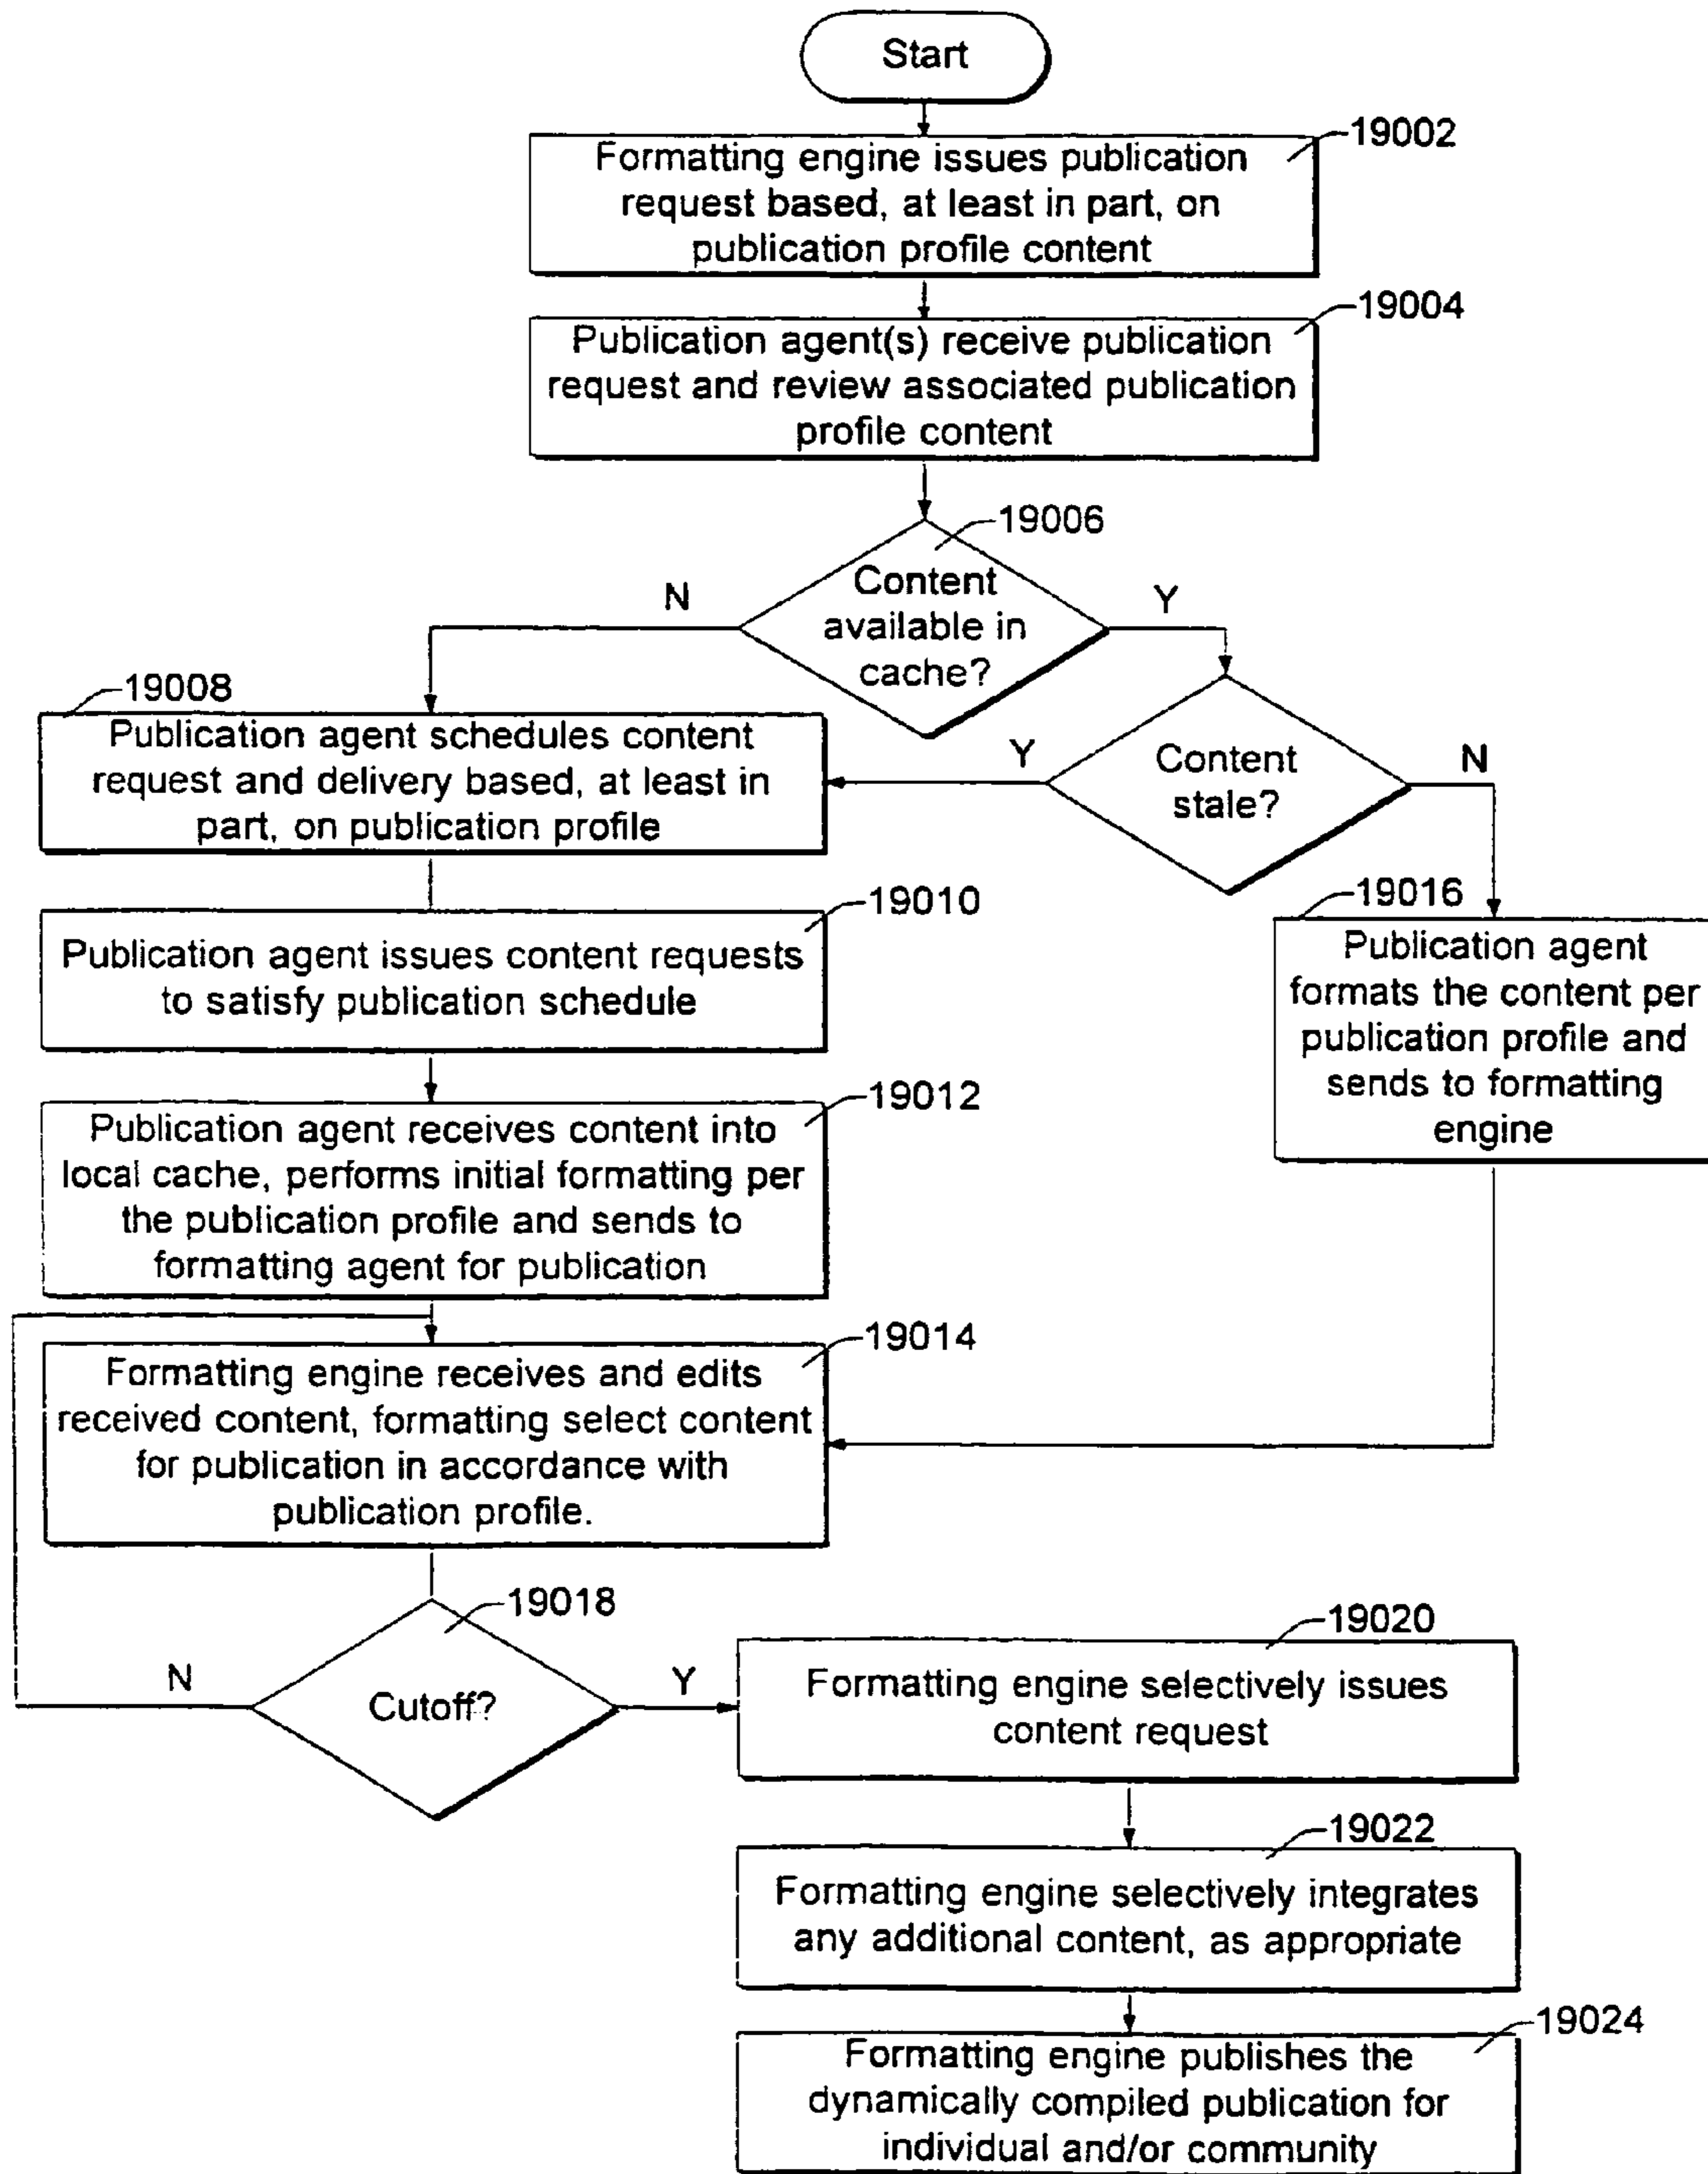 Start
19002
Formatting engine issues publication
request based, at least in part, on
publication profile content
19004
Publication agent(s) receive publication
request and review associated publication
profile content
19006
Content
available in
cache?
N
Y
19008
Publication agent schedules content
request and delivery based, at least in
part, on publication profile
Content
stale?
Y
N
19010
Publication agent issues content requests
to satisfy publication schedule
19016
Publication agent
formats the content per
publication profile and
sends to formatting
engine
19012
Publication agent receives content into
local cache, performs initial formatting per
the publication profile and sends to
formatting agent for publication
19014
Formatting engine receives and edits
received content, formatting select content
for publication in accordance with
publication profile.
19018
Cutoff?
N
Y
19020
Formatting engine selectively issues
content request
19022
Formatting engine selectively integrates
any additional content, as appropriate
19024
Formatting engine publishes the
dynamically compiled publication for
individual and/or community